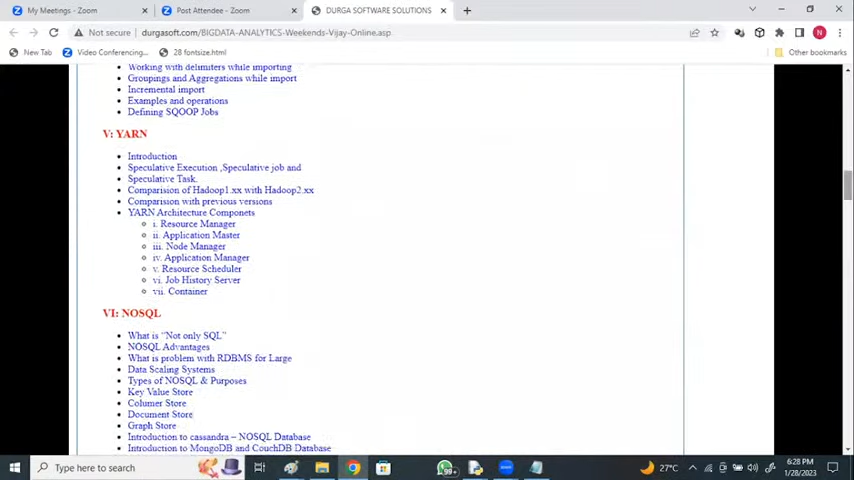 My Meetings - Zoom
Post Attendee - Zoom
DURGA SOFTWARE SOLUTIONS
Not secure
durgasoft.com/BIGDATA-ANALYTICS-Weekends-Vijay-Online.asp
N
New Tab
Video Conferencing...
28 fontsize.html
Other bookmarks
Working with delimiters while importing
Groupings and Aggregations while import
Incremental import
Examples and operations
Defining SQOOP Jobs
V: YARN
Introduction
Speculative Execution ,Speculative job and
Speculative Task.
Comparision of Hadoop1.xx with Hadoop2.xx
Comparision with previous versions
YARN Architecture Componets
i. Resource Manager
ii. Application Master
iii. Node Manager
iv. Application Manager
v. Resource Scheduler
vi. Job History Server
vii. Container
VI: NOSQL
What is “Not only SQL”
NOSQL Advantages
What is problem with RDBMS for Large
Data Scaling Systems
Types of NOSQL & Purposes
Key Value Store
Columer Store
Document Store
Graph Store
Introduction to cassandra – NOSQL Database
Introduction to MongoDB and CouchDB Database
Type here to search
99+
27°C
6:28 PM
1/28/2023